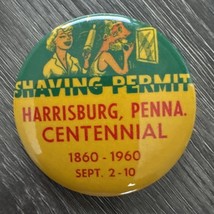 SHAVING PERMIT
HARRISBURG, PENNA.
CENTENNIAL
1860-1960
SEPT. 2-10